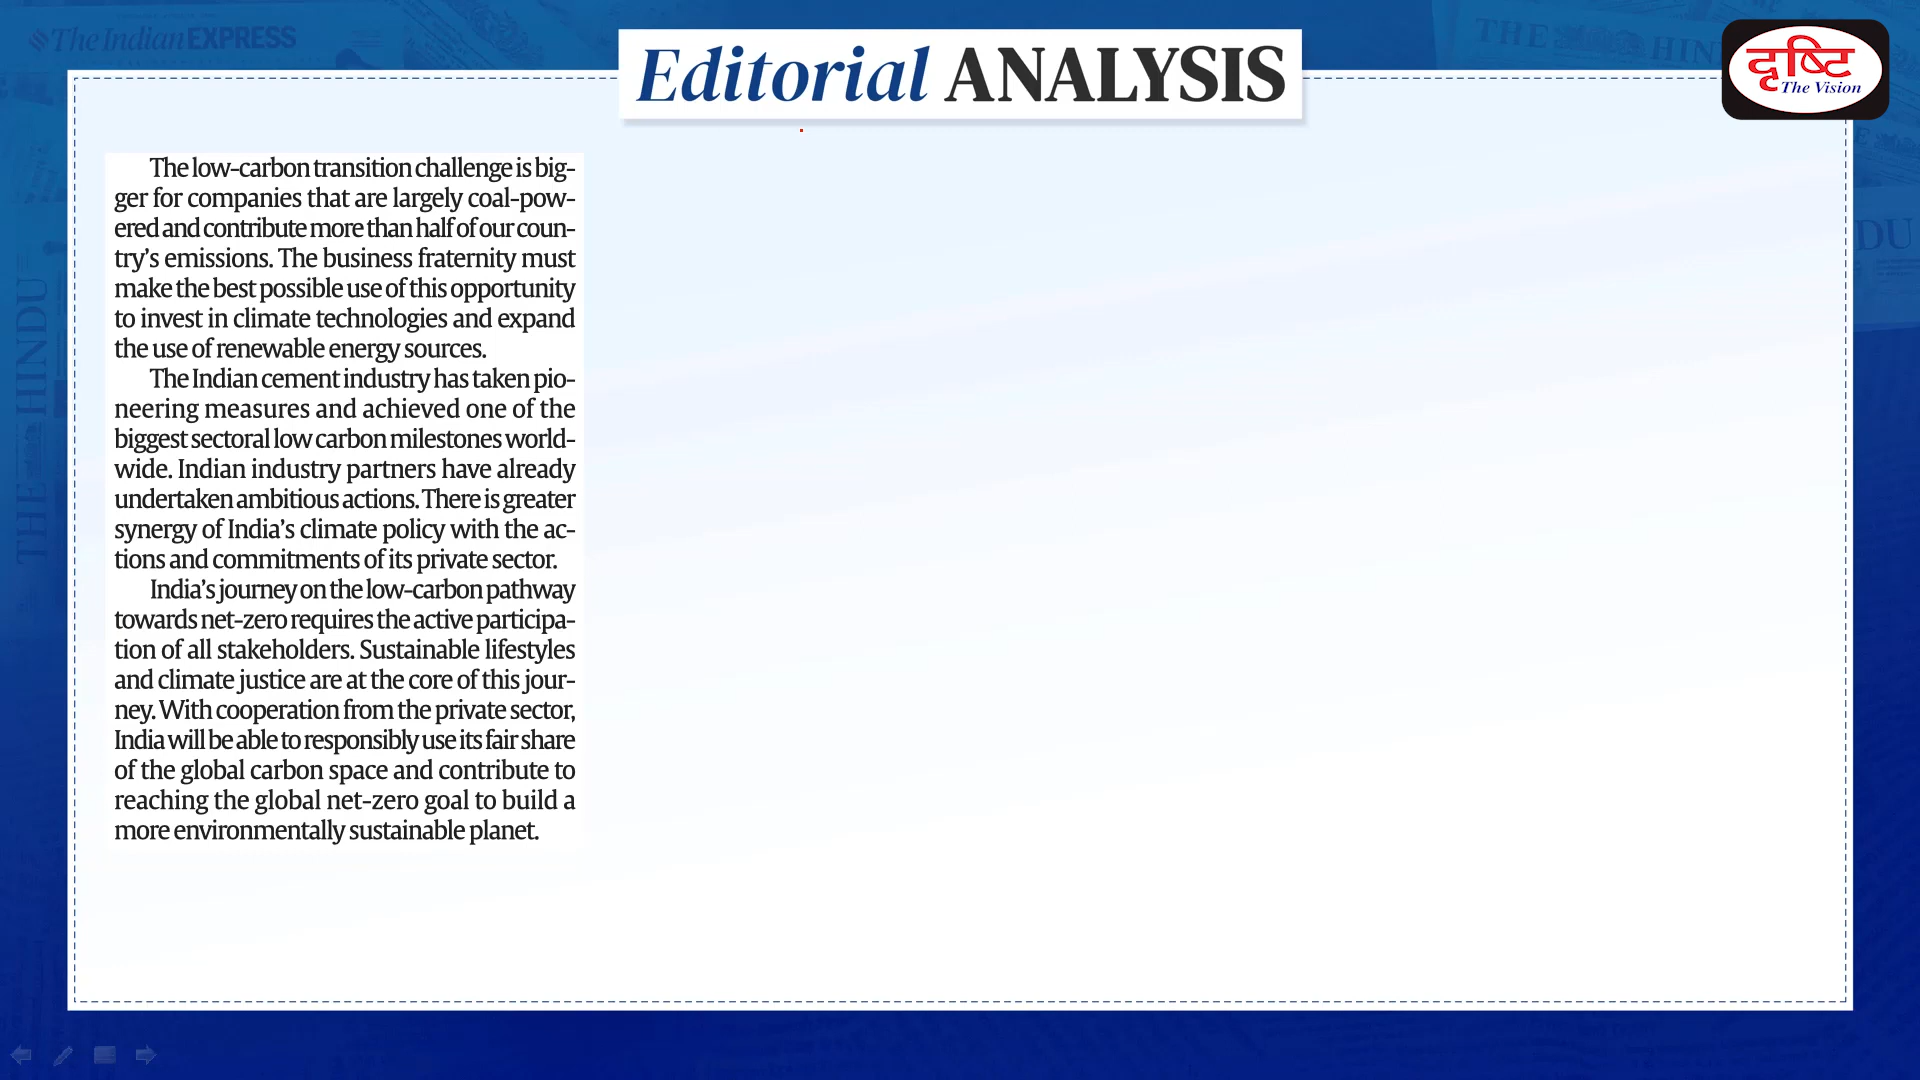 The Indian EXPRESS
THE HIN
Editorial ANALYSIS
दृष्टि
The Vision
DU
THE HINDU
The low-carbon transition challenge is big-
ger for companies that are largely coal-pow-
ered and contribute more than half of our coun-
try's emissions. The business fraternity must
make the best possible use of this opportunity
to invest in climate technologies and expand
the use of renewable energy sources.
The Indian cement industry has taken pio-
neering measures and achieved one of the
biggest sectoral low carbon milestones world-
wide. Indian industry partners have already
undertaken ambitious actions. There is greater
synergy of India's climate policy with the ac-
tions and commitments of its private sector.
India's journey on the low-carbon pathway
towards net-zero requires the active participa-
tion of all stakeholders. Sustainable lifestyles
and climate justice are at the core of this jour-
ney. With cooperation from the private sector,
India will be able to responsibly use its fair share
of the global carbon space and contribute to
reaching the global net-zero goal to build a
more environmentally sustainable planet.